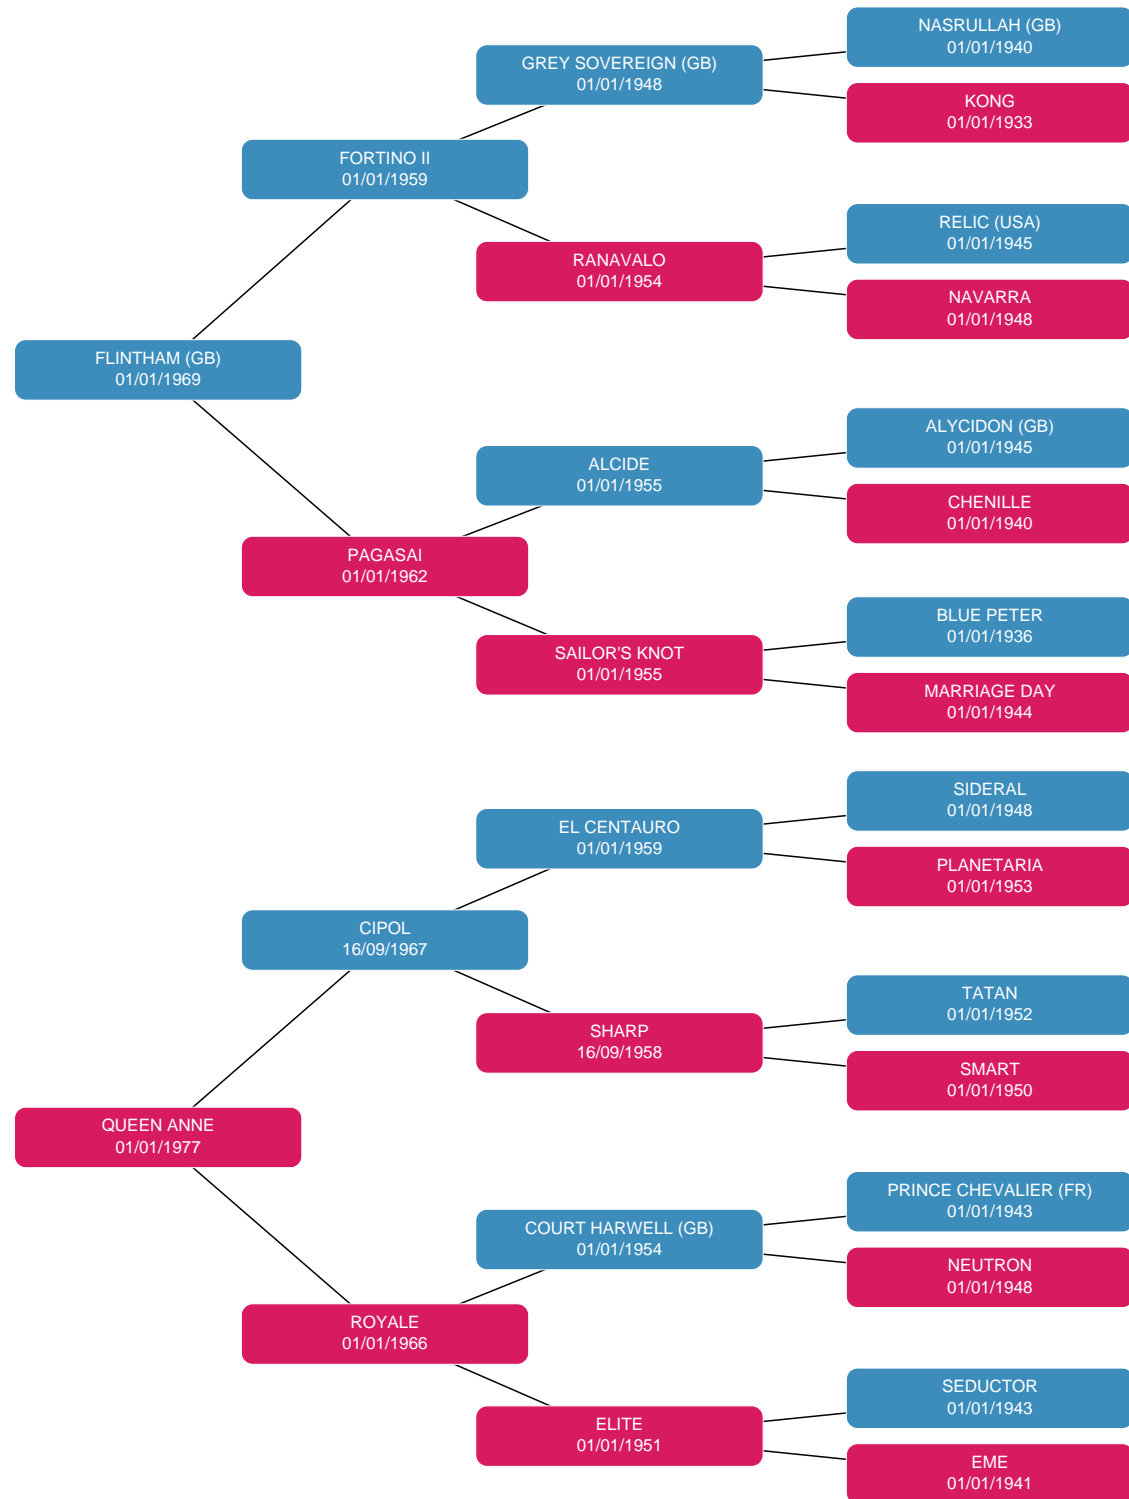 NASRULLAH (GB)
01/01/1940
GREY SOVEREIGN (GB)
01/01/1948
KONG
01/01/1933
FORTINO II
01/01/1959
RELIC (USA)
01/01/1945
RANAVALO
01/01/1954
NAVARRA
01/01/1948
FLINTHAM (GB)
01/01/1969
ALYCIDON (GB)
01/01/1945
ALCIDE
01/01/1955
CHENILLE
01/01/1940
PAGASAI
01/01/1962
BLUE PETER
01/01/1936
SAILOR'S KNOT
01/01/1955
MARRIAGE DAY
01/01/1944
SIDERAL
01/01/1948
EL CENTAURO
01/01/1959
PLANETARIA
01/01/1953
CIPOL
16/09/1967
TATAN
01/01/1952
SHARP
16/09/1958
SMART
01/01/1950
QUEEN ANNE
01/01/1977
PRINCE CHEVALIER (FR)
01/01/1943
COURT HARWELL (GB)
01/01/1954
NEUTRON
01/01/1948
ROYALE
01/01/1966
SEDUCTOR
01/01/1943
ELITE
01/01/1951
EME
01/01/1941